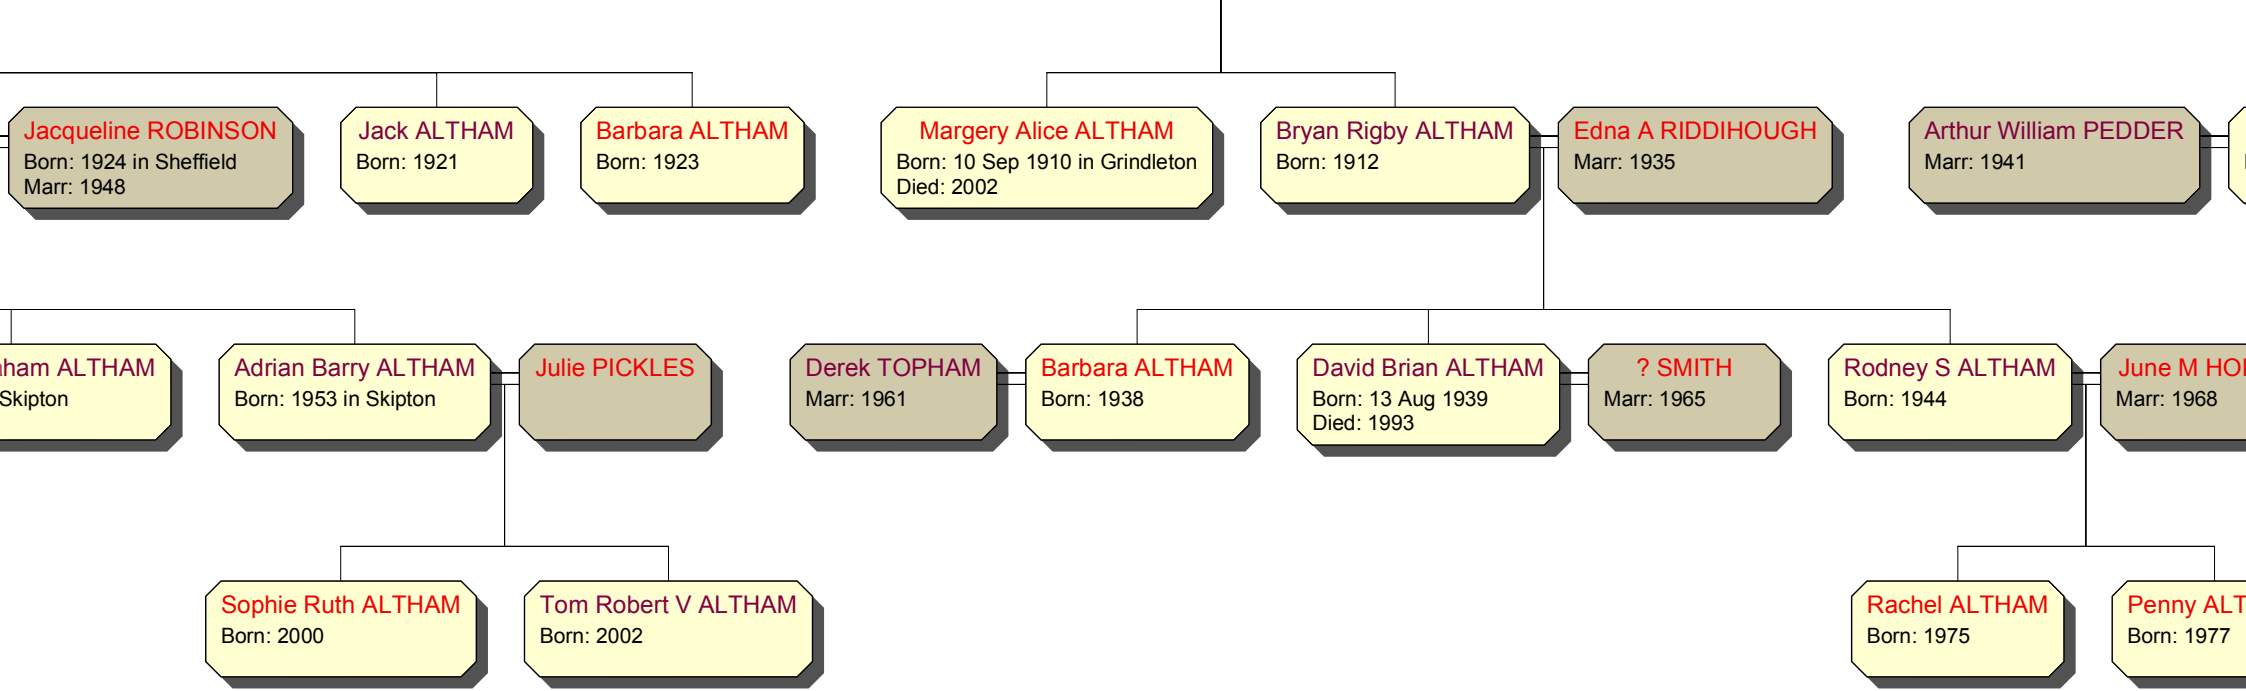 Jacqueline ROBINSON
Born: 1924 in Sheffield
Marr: 1948
Jack ALTHAM
Born: 1921
Barbara ALTHAM
Born: 1923
Margery Alice ALTHAM
Born: 10 Sep 1910 in Grindleton
Died: 2002
Bryan Rigby ALTHAM
Born: 1912
Edna A RIDDIHOUGH
Marr: 1935
Arthur William PEDDER
Marr: 1941
ALTHAM
Skipton
Adrian Barry ALTHAM
Born: 1953 in Skipton
Julie PICKLES
Derek TOPHAM
Marr: 1961
Barbara ALTHAM
Born: 1938
David Brian ALTHAM
Born: 13 Aug 1939
Died: 1993
? SMITH
Marr: 1965
Rodney S ALTHAM
Born: 1944
June M
Marr: 1968
Sophie Ruth ALTHAM
Born: 2000
Tom Robert V ALTHAM
Born: 2002
Rachel ALTHAM
Born: 1975
Penny
Born: 1977